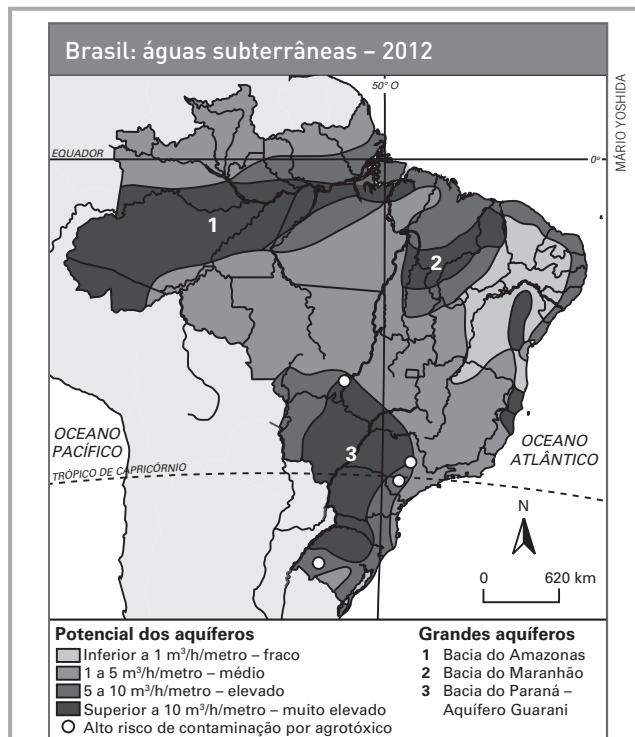 Brasil: águas subterrâneas – 2012
MÁRIO YOSHIDA
50° O
EQUADOR
0°
1
2
3
OCEANO
PACÍFICO
OCEANO
ATLÂNTICO
TRÓPICO DE CAPRICÓRNIO
N
0 620 km
Potencial dos aquíferos
Inferior a 1 m³/h/metro – fraco
1 a 5 m³/h/metro – médio
5 a 10 m³/h/metro – elevado
Superior a 10 m³/h/metro – muito elevado
Alto risco de contaminação por agrotóxico
Grandes aquíferos
1 Bacia do Amazonas
2 Bacia do Maranhão
3 Bacia do Paraná –
Aquífero Guarani